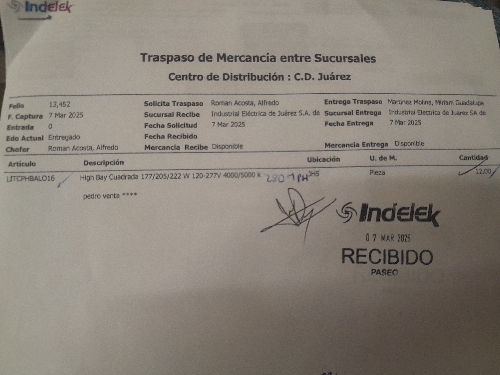 Indelek
Traspaso de Mercancia entre Sucursales
Centro de Distribución : C.D. Juárez
Folio 13,452 Solicita Traspaso Roman Acosta, Alfredo Entrega Traspaso Martinez Molina, Miriam Guadalupe
F. Captura 7 Mar 2025 Sucursal Recibe Industrial Eléctrica de Juárez S.A. de Sucursal Entrega Industrial Eléctrica de Juárez SA de
Entrada 0 Fecha Solicitud 7 Mar 2025 Fecha Entrega 7 Mar 2025
Edo Actual Entregado Fecha Recibido
Chofer Roman Acosta, Alfredo Mercancia Recibe Disponible Mercancia Entrega Disponible
Artículo Descripción Ubicación U. de M. Cantidad
High Bay Cuadrada 177/205/222 W 120-277V 4000/5000 K Pieza 12.00
pedro venta ****
Indelek
07 MAR 2025
RECIBIDO
PASEO